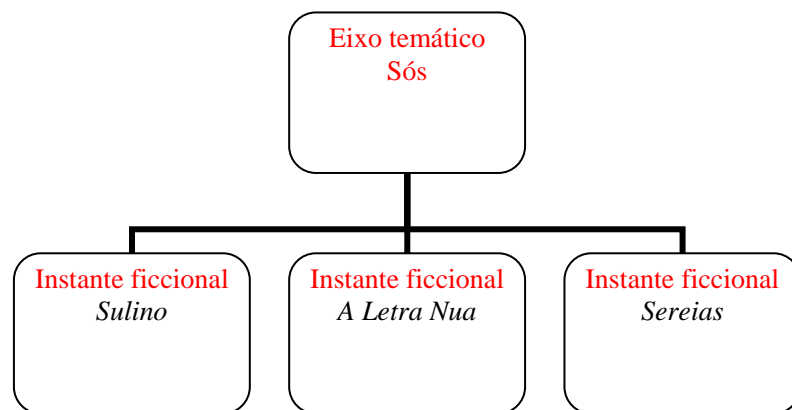 Eixo temático
Sós
Instante ficcional
Sulino
Instante ficcional
A Letra Nua
Instante ficcional
Sereias